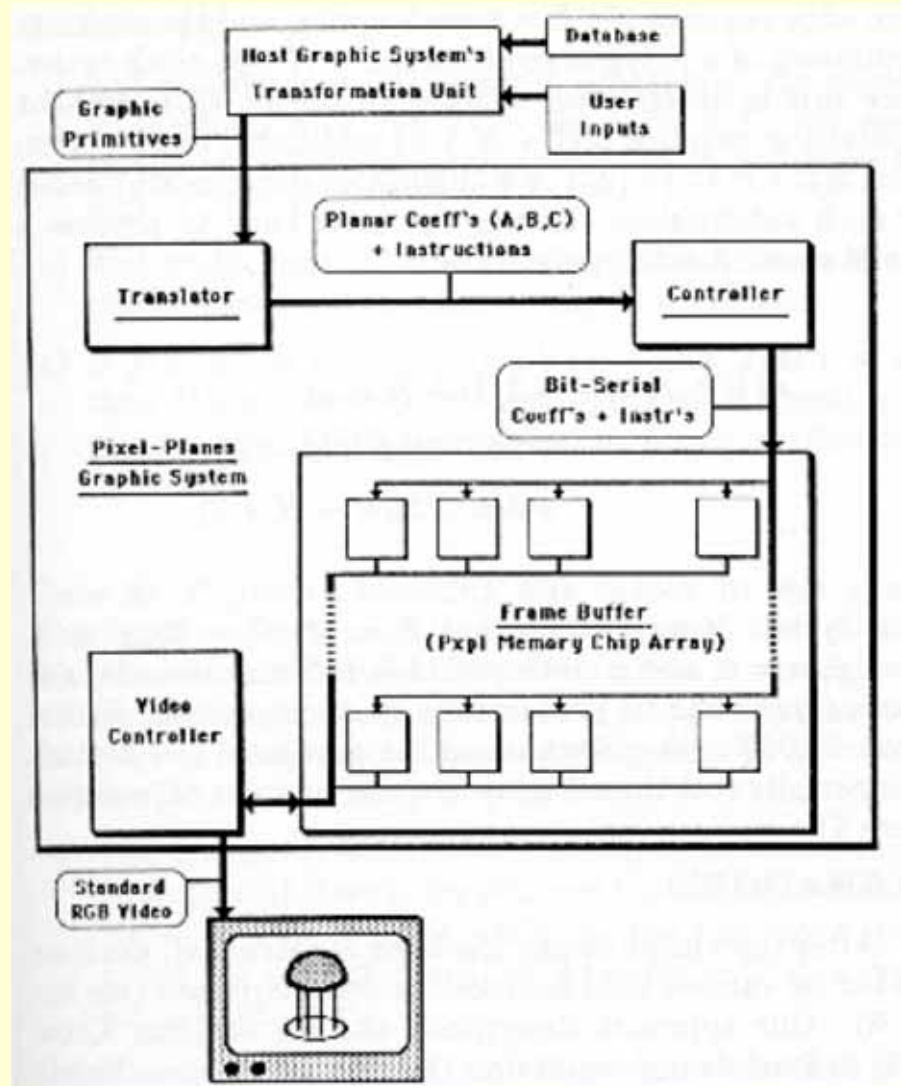 Host Graphic System's
Transformation Unit
Database
User
Inputs
Graphic
Primitives
Planar Coeff's (A,B,C)
+ Instructions
Translator
Controller
Bit-Serial
Coeff's + Instr's
Pixel-Planes
Graphic System
Frame Buffer
(Pxpl Memory Chip Array)
Video
Controller
Standard
RGB Video